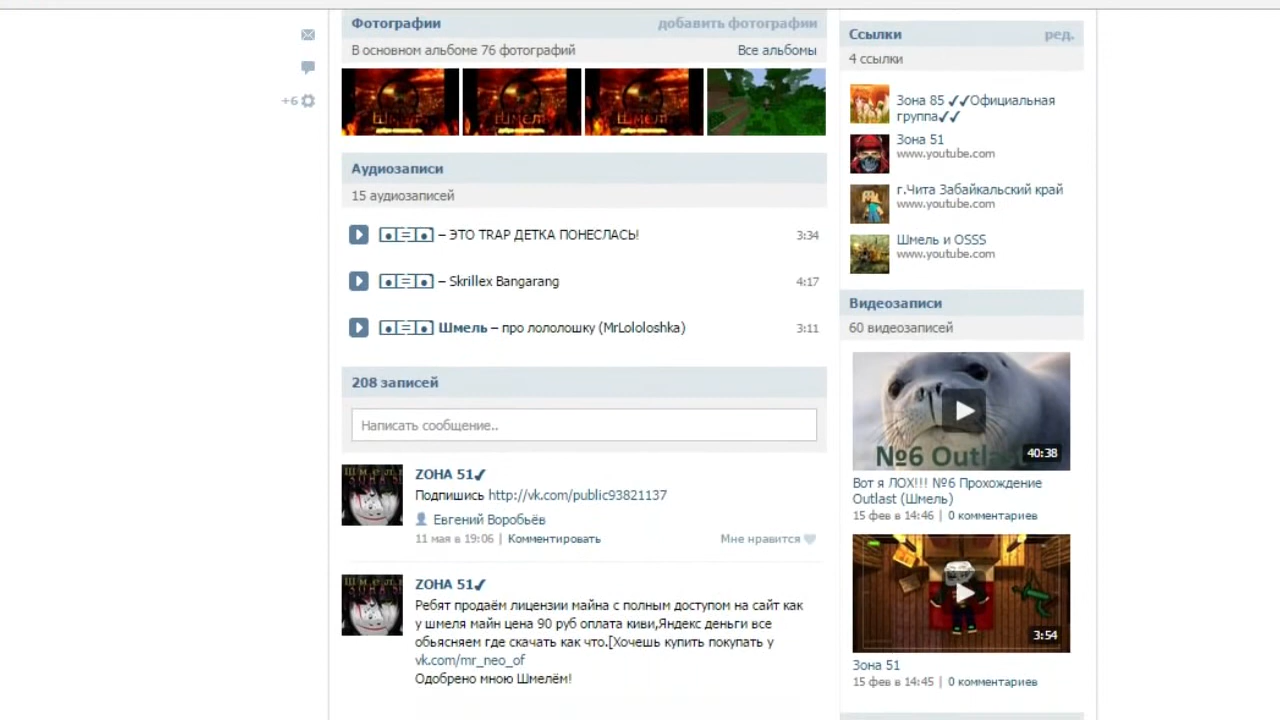 Фотографии
добавить фотографии
В основном альбоме 76 фотографий
Все альбомы
+6
Аудиозаписи
15 аудиозаписей
[̲̅●̲̅][̲̅=̲̅][̲̅●̲̅] – ЭТО TRAP ДЕТКА ПОНЕСЛАСЬ! 3:34
[̲̅●̲̅][̲̅=̲̅][̲̅●̲̅] – Skrillex Bangarang 4:17
[̲̅●̲̅][̲̅=̲̅][̲̅●̲̅] Шмель – про лололошку (MrLololoshka) 3:11
208 записей
Написать сообщение..
ZОНА 51✔
Подпишись http://vk.com/public93821137
Евгений Воробьёв
11 мая в 19:06 | Комментировать
Мне нравится
ZОНА 51✔
Ребят продаём лицензии майна с полным доступом на сайт как
у шмеля майн цена 90 руб оплата киви,Яндекс деньги все
обьясняем где скачать как что.[Хочешь купить покупать у
vk.com/mr_neo_of
Одобрено мною Шмелём!
Ссылки
ред.
4 ссылки
Зона 85 ✔✔Официальная
группа✔✔
Зона 51
www.youtube.com
г.Чита Забайкальский край
www.youtube.com
Шмель и OSSS
www.youtube.com
Видеозаписи
60 видеозаписей
№6 Outlast
40:38
Вот я ЛОХ!!! №6 Прохождение
Outlast (Шмель)
15 фев в 14:46 | 0 комментариев
3:54
Зона 51
15 фев в 14:45 | 0 комментариев